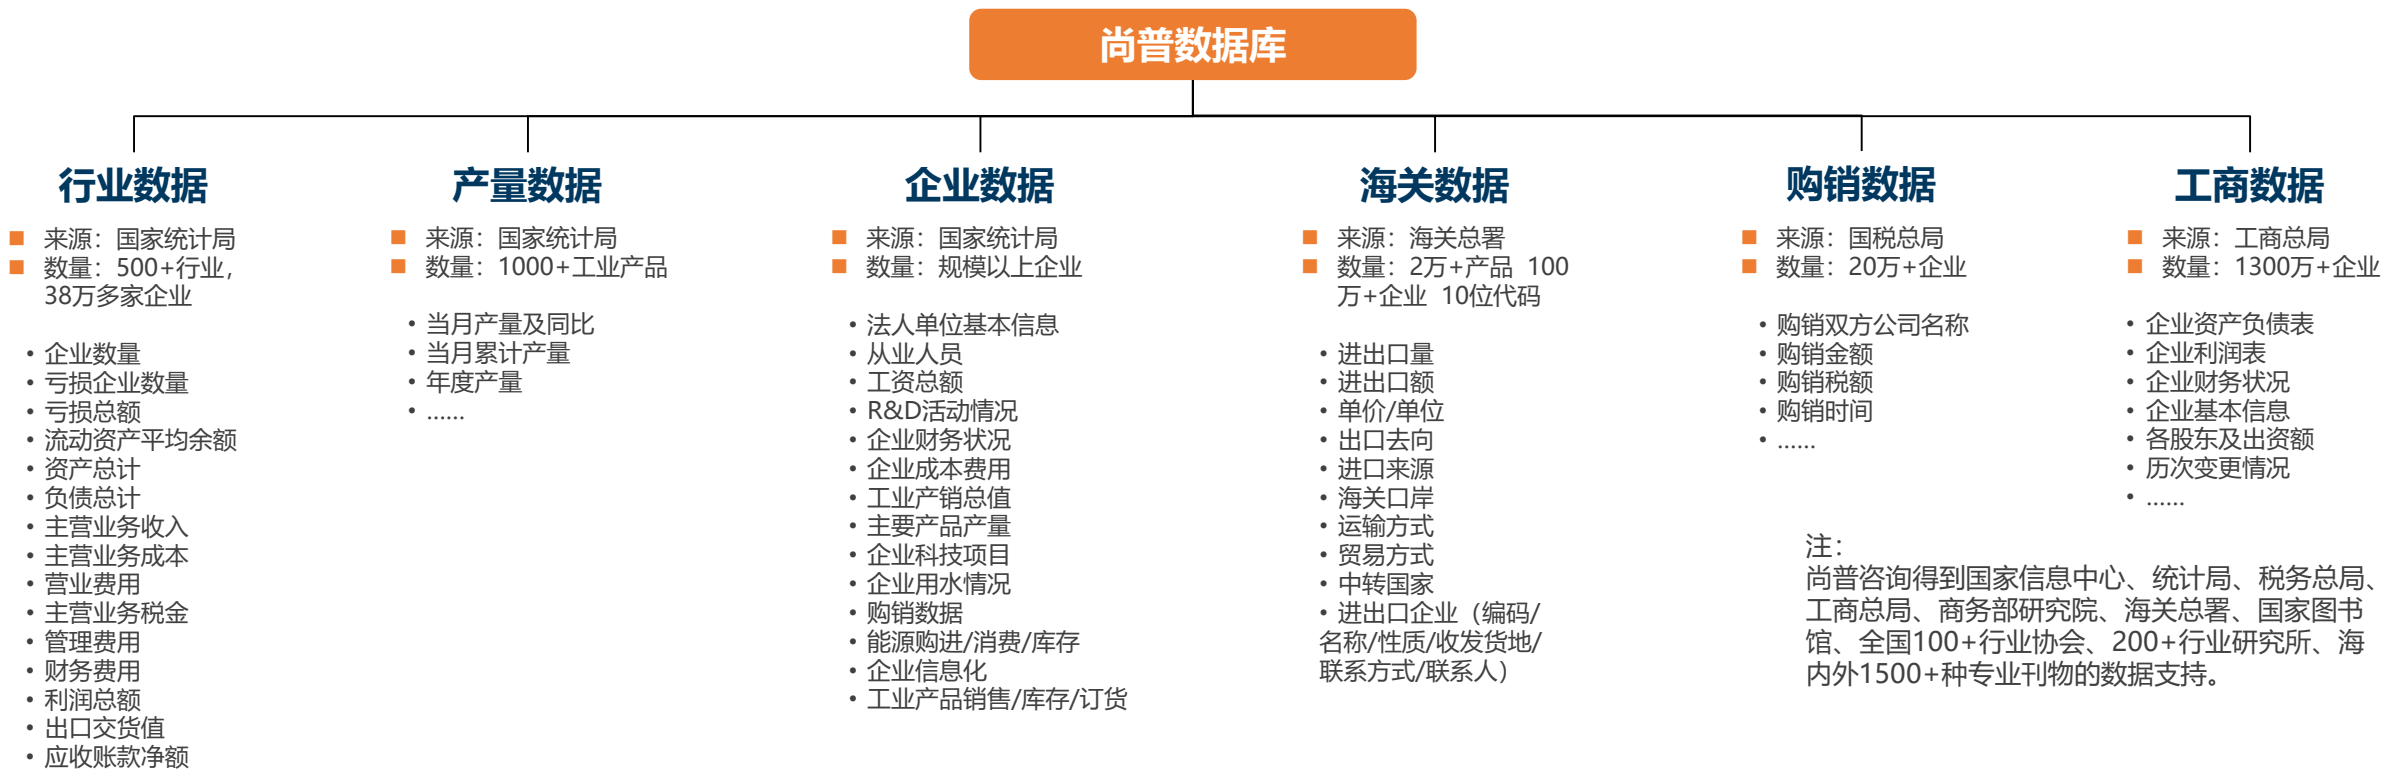 尚普数据库
行业数据
来源：国家统计局
数量：500+行业，
38万多家企业
• 企业数量
• 亏损企业数量
• 亏损总额
• 流动资产平均余额
• 资产总计
• 负债总计
• 主营业务收入
• 主营业务成本
• 营业费用
• 主营业务税金
• 管理费用
• 财务费用
• 利润总额
• 出口交货值
• 应收账款净额
产量数据
来源：国家统计局
数量：1000+工业产品
• 当月产量及同比
• 当月累计产量
• 年度产量
• ......
企业数据
来源：国家统计局
数量：规模以上企业
• 法人单位基本信息
• 从业人员
• 工资总额
• R&D活动情况
• 企业财务状况
• 企业成本费用
• 工业产销总值
• 主要产品产量
• 企业科技项目
• 企业用水情况
• 购销数据
• 能源购进/消费/库存
• 企业信息化
• 工业产品销售/库存/订货
海关数据
来源：海关总署
数量：2万+产品 100
万+企业 10位代码
• 进出口量
• 进出口额
• 单价/单位
• 出口去向
• 进口来源
• 海关口岸
• 运输方式
• 贸易方式
• 中转国家
• 进出口企业（编码/
名称/性质/收发货地/
联系方式/联系人）
购销数据
来源：国税总局
数量：20万+企业
• 购销双方公司名称
• 购销金额
• 购销税额
• 购销时间
• ......
工商数据
来源：工商总局
数量：1300万+企业
• 企业资产负债表
• 企业利润表
• 企业财务状况
• 企业基本信息
• 各股东及出资额
• 历次变更情况
• ......
注：
尚普咨询得到国家信息中心、统计局、税务总局、
工商总局、商务部研究院、海关总署、国家图书
馆、全国100+行业协会、200+行业研究所、海
内外1500+种专业刊物的数据支持。